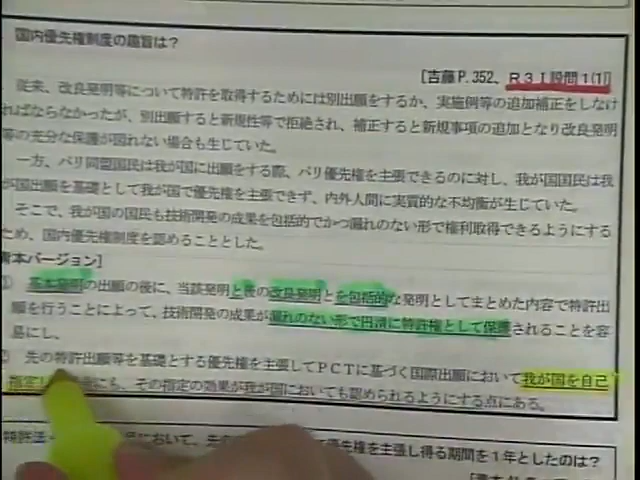 国内優先権制度の趣旨は?
[吉藤P.352、R3Ⅰ設問1(1)]
従来、改良発明等について特許を取得するためには別出願をするか、実施例等の追加補正をしなけ
ればならなかったが、別出願すると新規性等で拒絶され、補正すると新規事項の追加となり改良発明
等の充分な保護が図れない場合も生じていた。
一方、パリ同盟国民は我が国に出願をする際、パリ優先権を主張できるのに対し、我が国国民は我
が国出願を基礎として我が国で優先権を主張できず、内外人間に実質的な不均衡が生じていた。
そこで、我が国の国民も技術開発の成果を包括的でかつ漏れのない形で権利取得できるようにする
ため、国内優先権制度を認めることとした。
青本バージョン]
① 基本発明の出願の後に、当該発明と後の改良発明とを包括的な発明としてまとめた内容で特許出
願を行うことによって、技術開発の成果が漏れのない形で円滑に特許権として保護されることを容
易にし、
② 先の特許出願等を基礎とする優先権を主張してPCTに基づく国際出願において我が国を自己
指定し にも、その指定の効果が我が国においても認められるようにする点にある。
特許法 において、先の 優先権を主張し得る期間を1年としたのは?